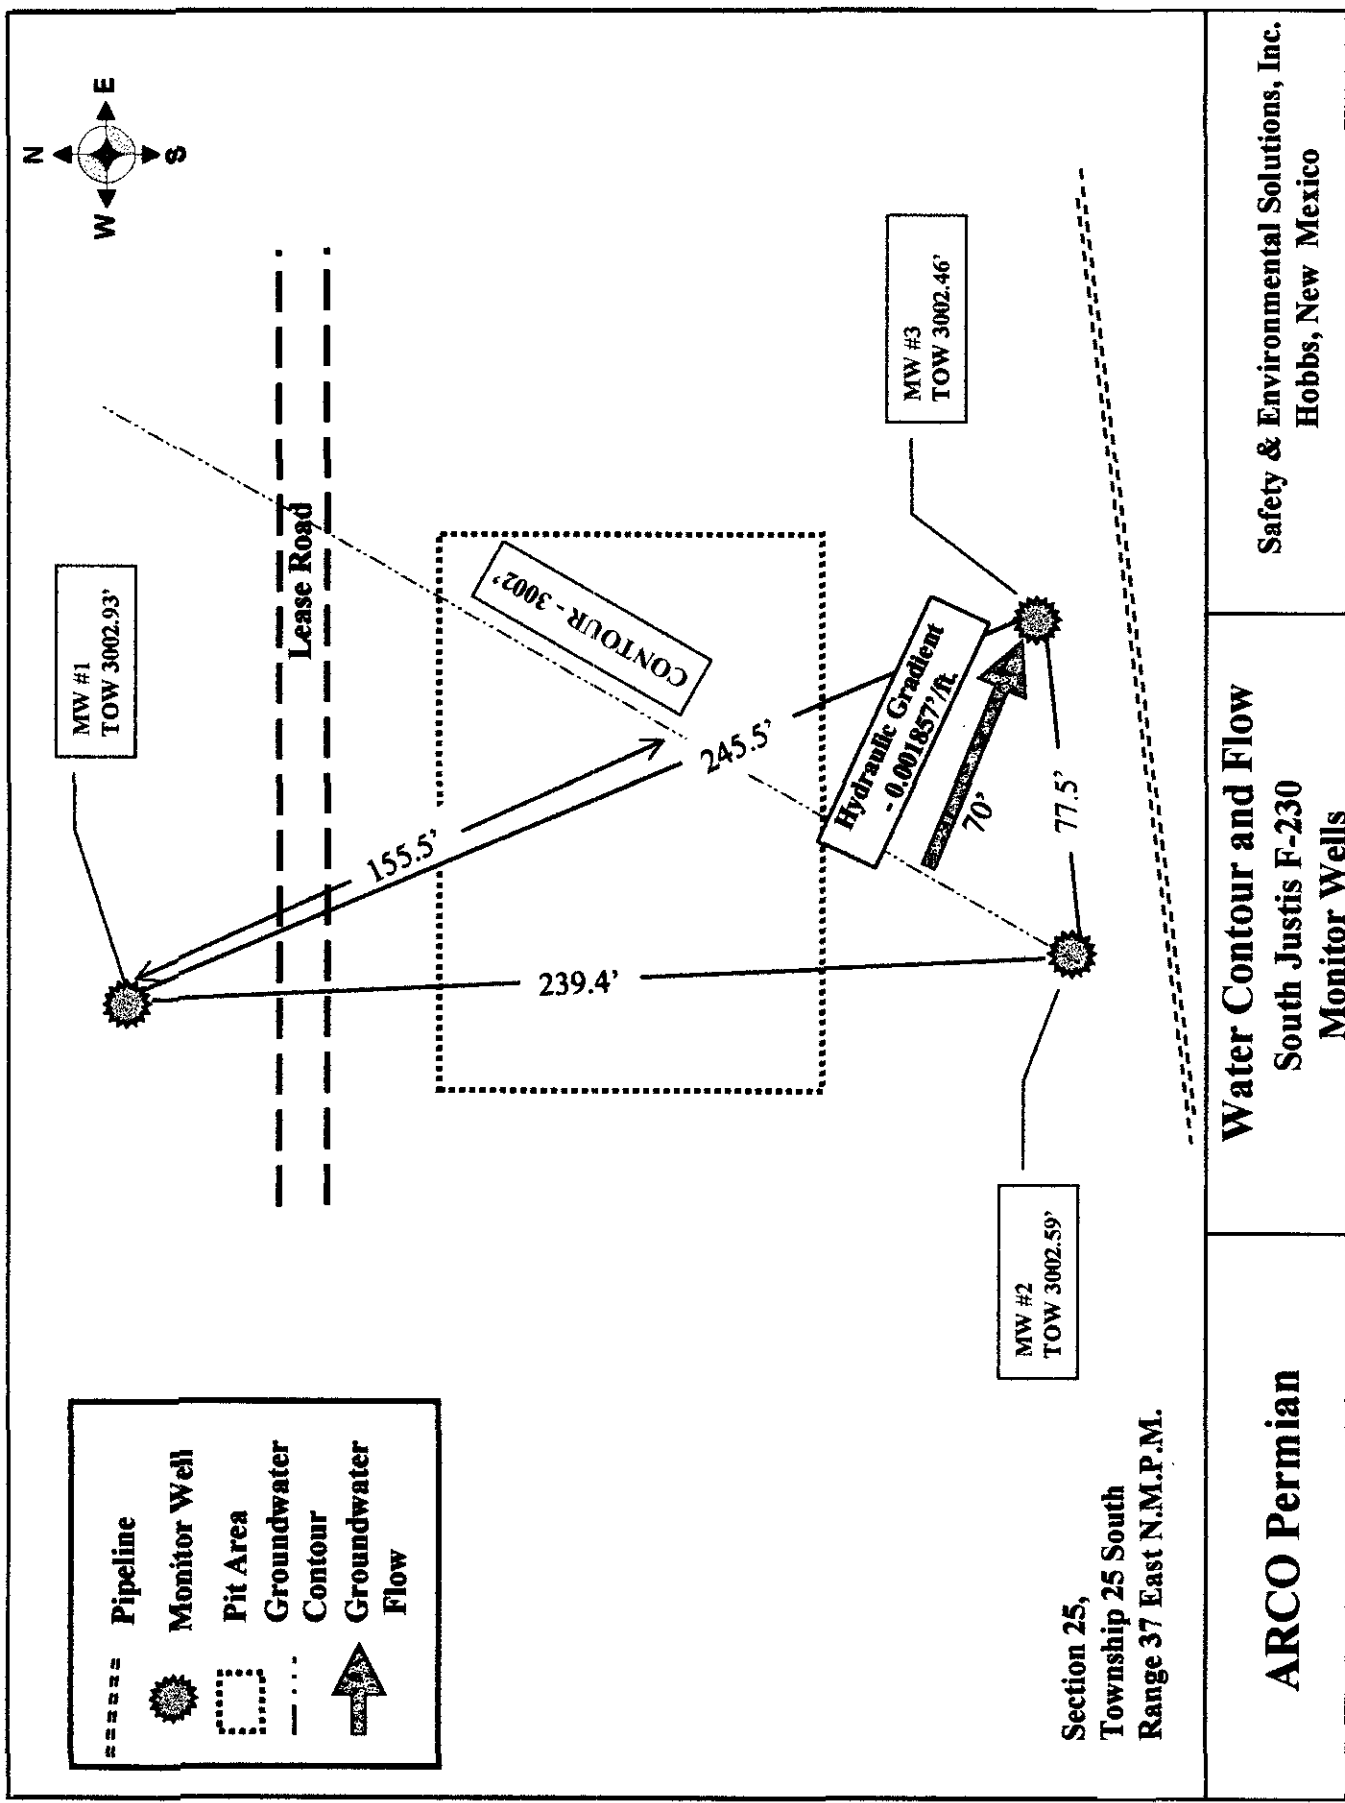 N
W
E
S
MW #1
TOW 3002.93'
Lease Road
CONTOUR - 3002'
155.5'
245.5'
239.4'
Hydraulic Gradient
- 0.001857'/ft.
70'
77.5'
MW #3
TOW 3002.46'
MW #2
TOW 3002.59'
Pipeline
Monitor Well
Pit Area
Groundwater
Contour
Groundwater
Flow
Section 25,
Township 25 South
Range 37 East N.M.P.M.
ARCO Permian
Water Contour and Flow
South Justis F-230
Monitor Wells
Safety & Environmental Solutions, Inc.
Hobbs, New Mexico